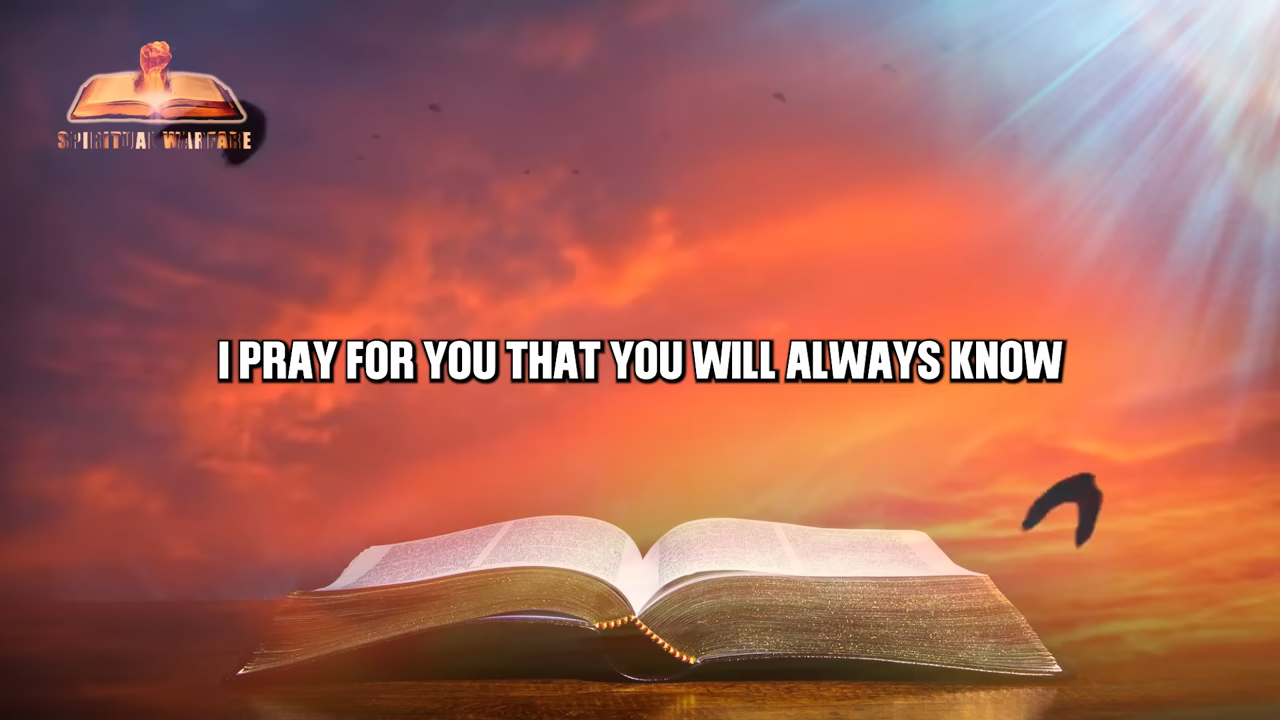 SPIRITUAL WARFARE
I PRAY FOR YOU THAT YOU WILL ALWAYS KNOW